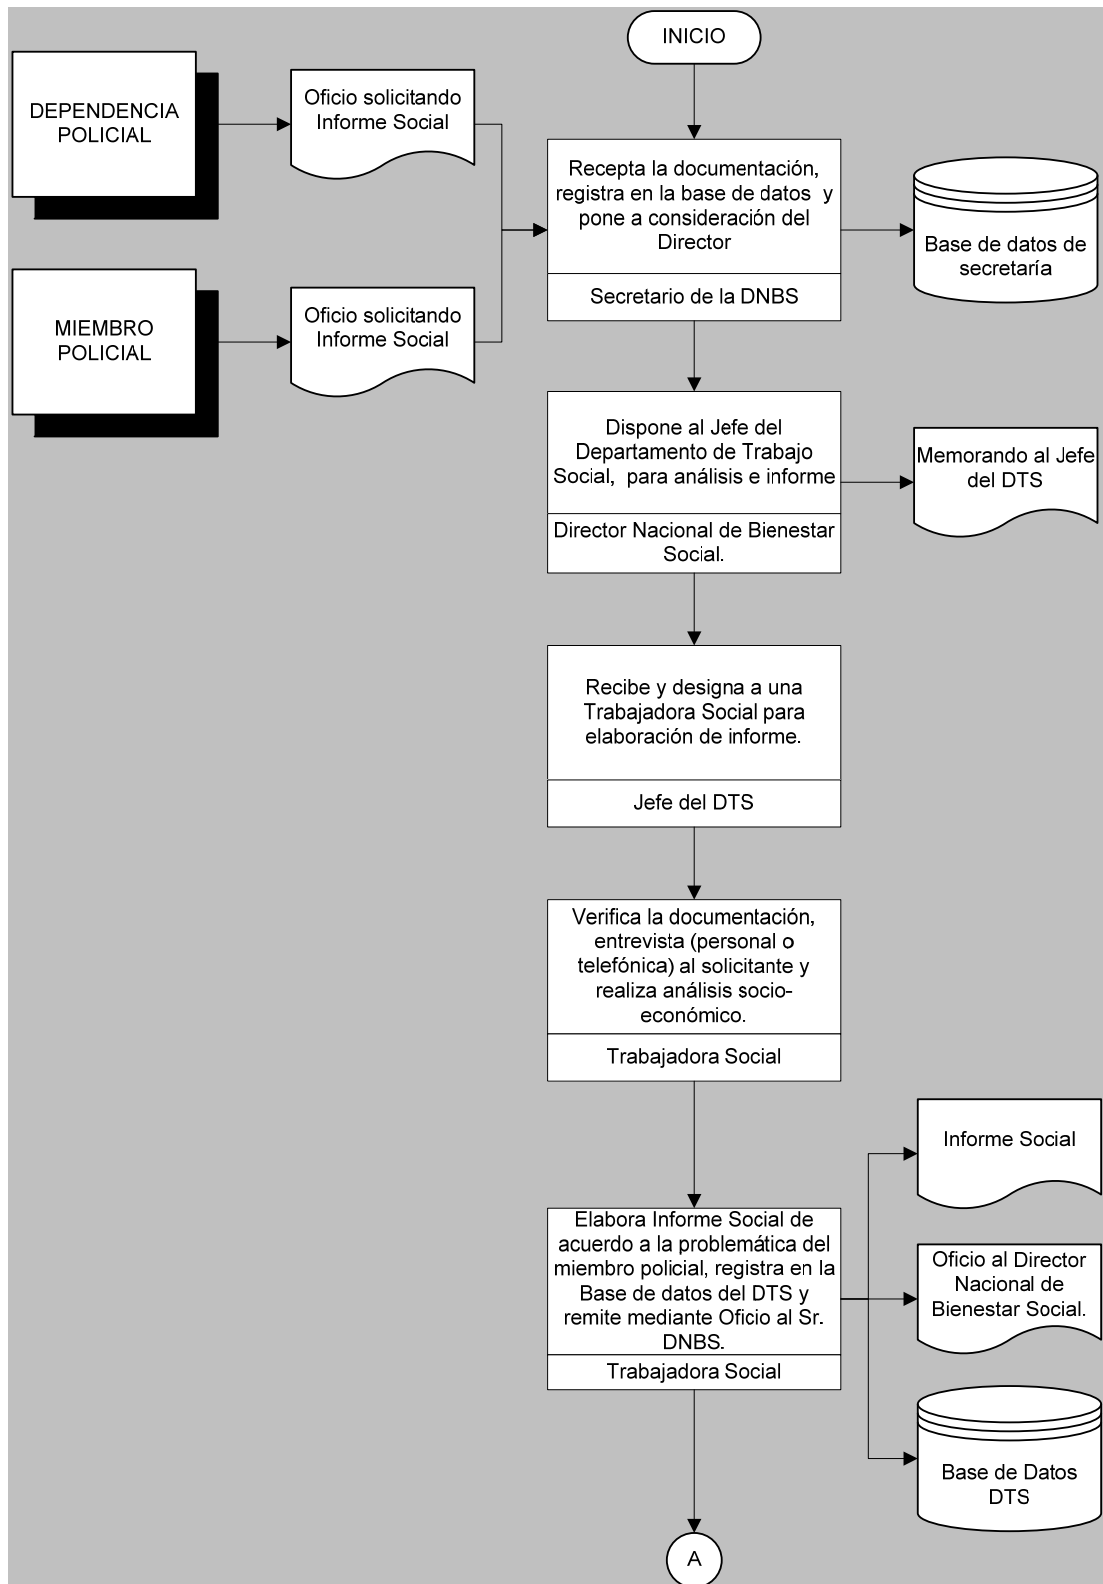 INICIO
DEPENDENCIA
POLICIAL
Oficio solicitando
Informe Social
Recepta la documentación,
registra en la base de datos y
pone a consideración del
Director
Secretario de la DNBS
Base de datos de
secretaría
MIEMBRO
POLICIAL
Oficio solicitando
Informe Social
Dispone al Jefe del
Departamento de Trabajo
Social, para análisis e informe
Director Nacional de Bienestar
Social.
Memorando al Jefe
del DTS
Recibe y designa a una
Trabajadora Social para
elaboración de informe.
Jefe del DTS
Verifica la documentación,
entrevista (personal o
telefónica) al solicitante y
realiza análisis socio-
económico.
Trabajadora Social
Elabora Informe Social de
acuerdo a la problemática del
miembro policial, registra en la
Base de datos del DTS y
remite mediante Oficio al Sr.
DNBS.
Trabajadora Social
Informe Social
Oficio al Director
Nacional de
Bienestar Social.
Base de Datos
DTS
A